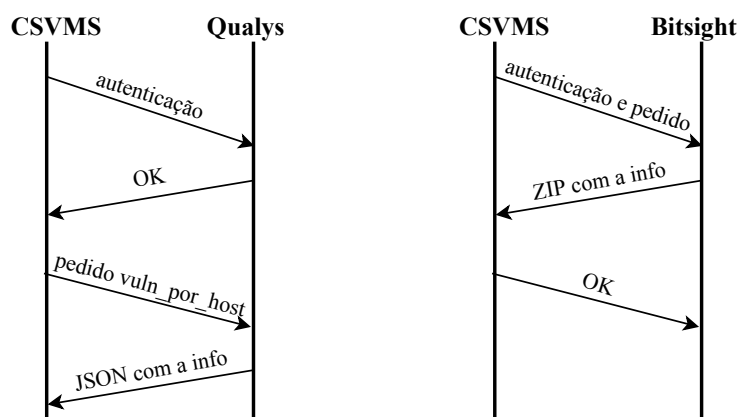 CSVMS
Qualys
autenticação
OK
pedido vuln_por_host
JSON com a info
CSVMS
Bitsight
autenticação e pedido
ZIP com a info
OK